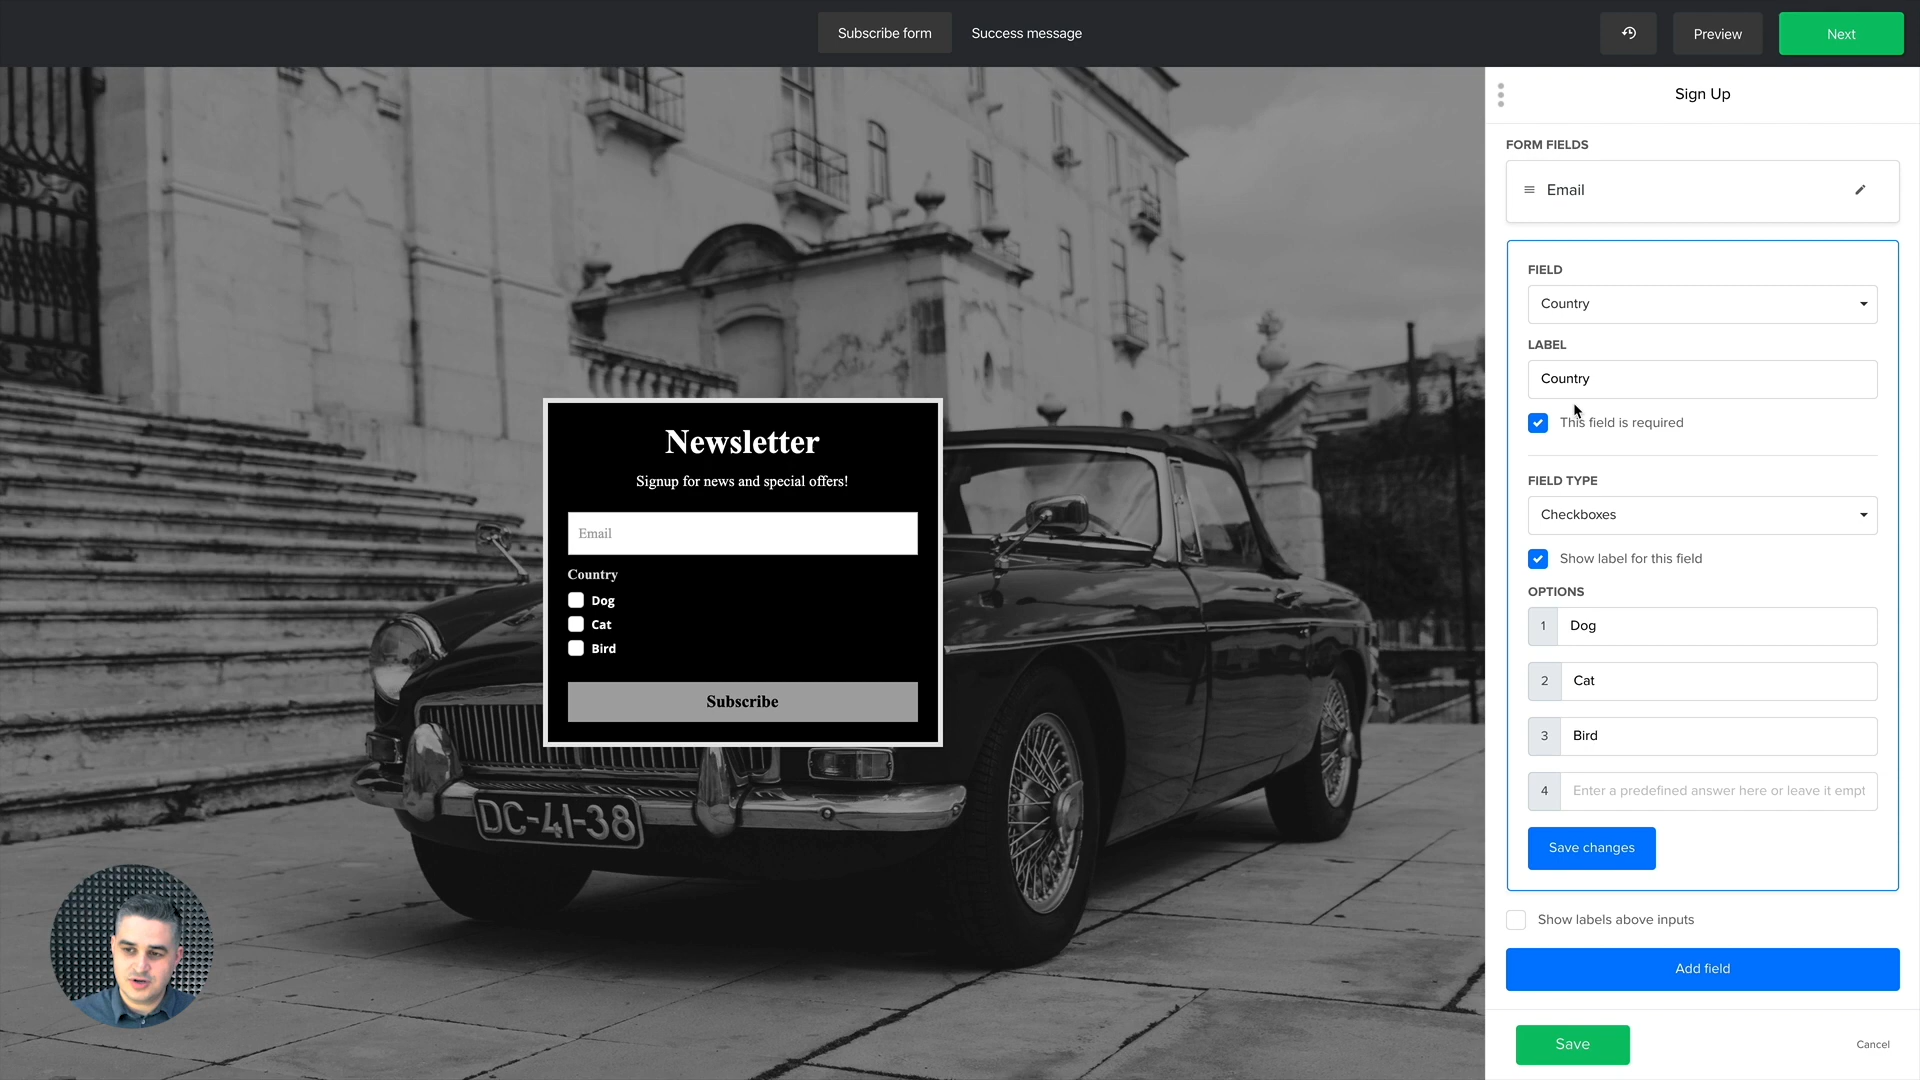 Subscribe form
Success message
Preview
Next
Sign Up
FORM FIELDS
Email
FIELD
Country
LABEL
Country
This field is required
FIELD TYPE
Checkboxes
Show label for this field
OPTIONS
1 Dog
2 Cat
3 Bird
4 Enter a predefined answer here or leave it empt
Save changes
Show labels above inputs
Add field
Save
Cancel
Newsletter
Signup for news and special offers!
Email
Country
Dog
Cat
Bird
Subscribe
DC-41-38